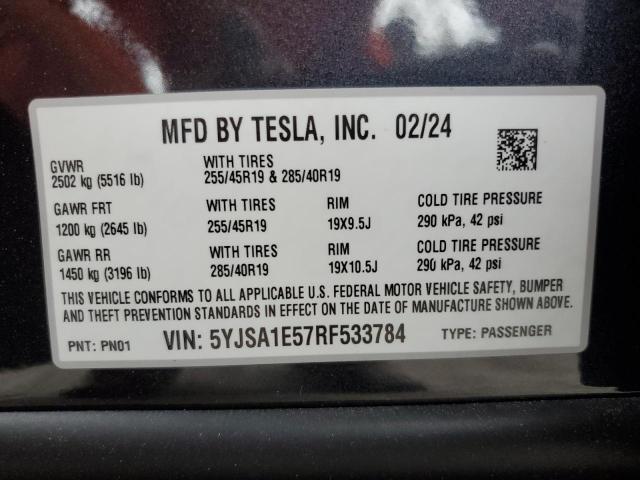 MFD BY TESLA, INC. 02/24
GVWR
2502 kg (5516 lb)
WITH TIRES
255/45R19 & 285/40R19
GAWR FRT
1200 kg (2645 lb)
WITH TIRES
255/45R19
RIM
19X9.5J
COLD TIRE PRESSURE
290 kPa, 42 psi
GAWR RR
1450 kg (3196 lb)
WITH TIRES
285/40R19
RIM
19X10.5J
COLD TIRE PRESSURE
290 kPa, 42 psi
THIS VEHICLE CONFORMS TO ALL APPLICABLE U.S. FEDERAL MOTOR VEHICLE SAFETY, BUMPER
AND THEFT PREVENTION STANDARDS IN EFFECT ON THE DATE OF MANUFACTURE SHOWN ABOVE.
PNT: PN01
VIN: 5YJSA1E57RF533784
TYPE: PASSENGER